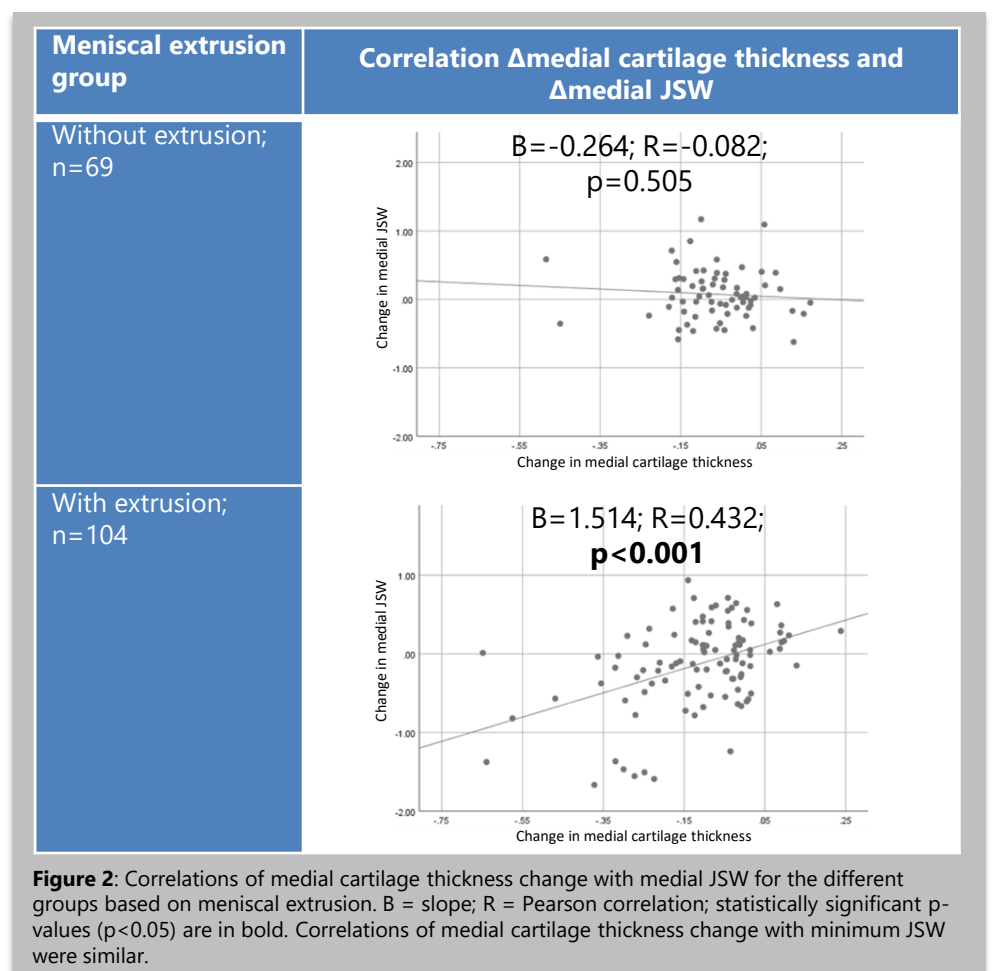 Meniscal extrusion
group
Correlation Δmedial cartilage thickness and
Δmedial JSW
Without extrusion;
n=69
B=-0.264; R=-0.082;
p=0.505
2.00
1.00
.00
-1.00
-2.00
Change in medial JSW
-.75 -.55 -.35 -.15 .05 .25
Change in medial cartilage thickness
With extrusion;
n=104
B=1.514; R=0.432;
p<0.001
1.00
.00
-1.00
-2.00
Change in medial JSW
-.75 -.55 -.35 -.15 .05 .25
Change in medial cartilage thickness
Figure 2: Correlations of medial cartilage thickness change with medial JSW for the different
groups based on meniscal extrusion. B = slope; R = Pearson correlation; statistically significant p-
values (p<0.05) are in bold. Correlations of medial cartilage thickness change with minimum JSW
were similar.